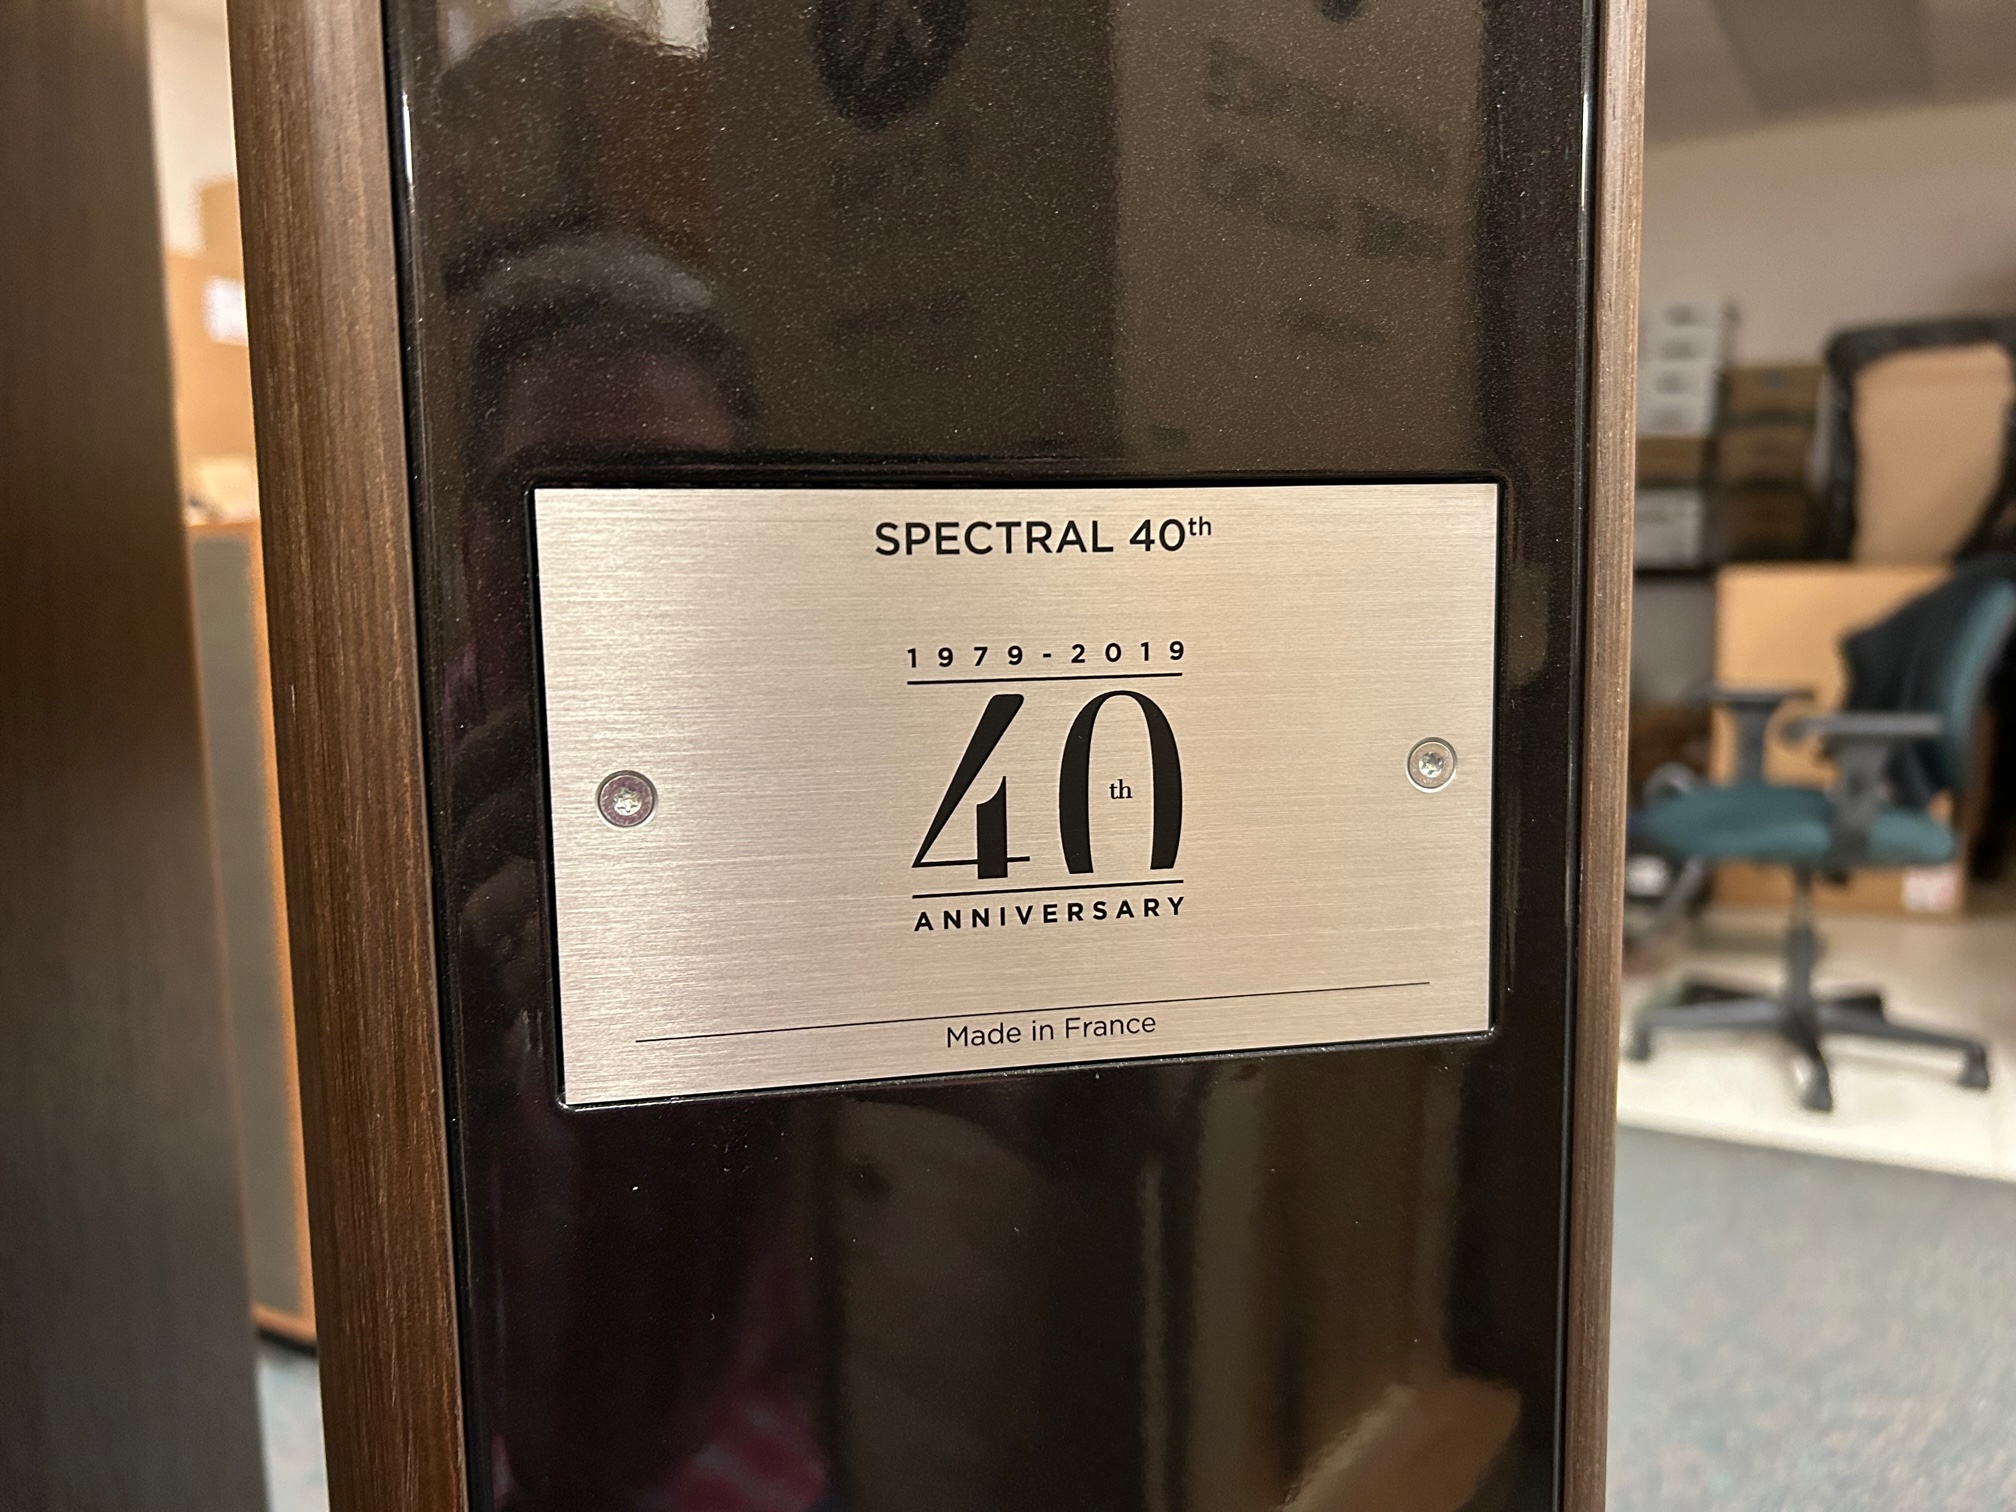 SPECTRAL 40th
1979-2019
40th
ANNIVERSARY
Made in France